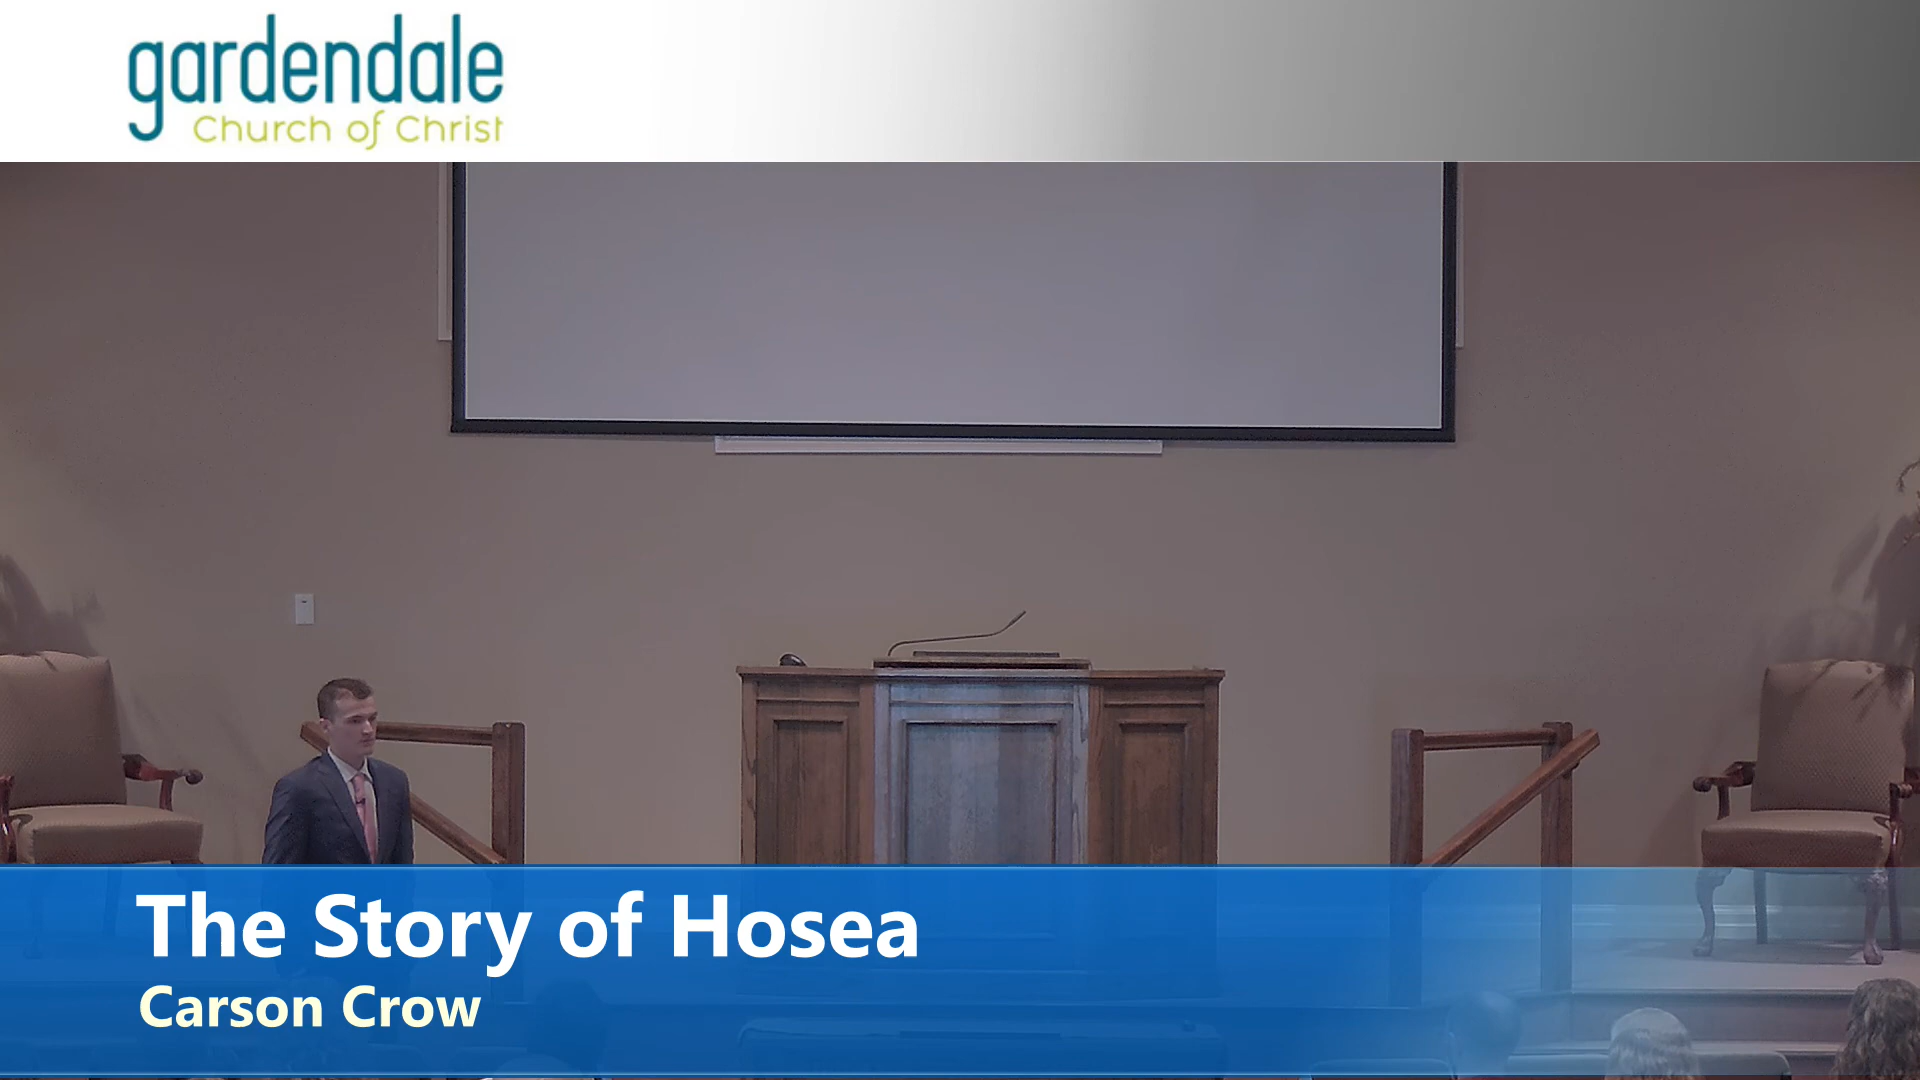 gardendale
Church of Christ
The Story of Hosea
Carson Crow